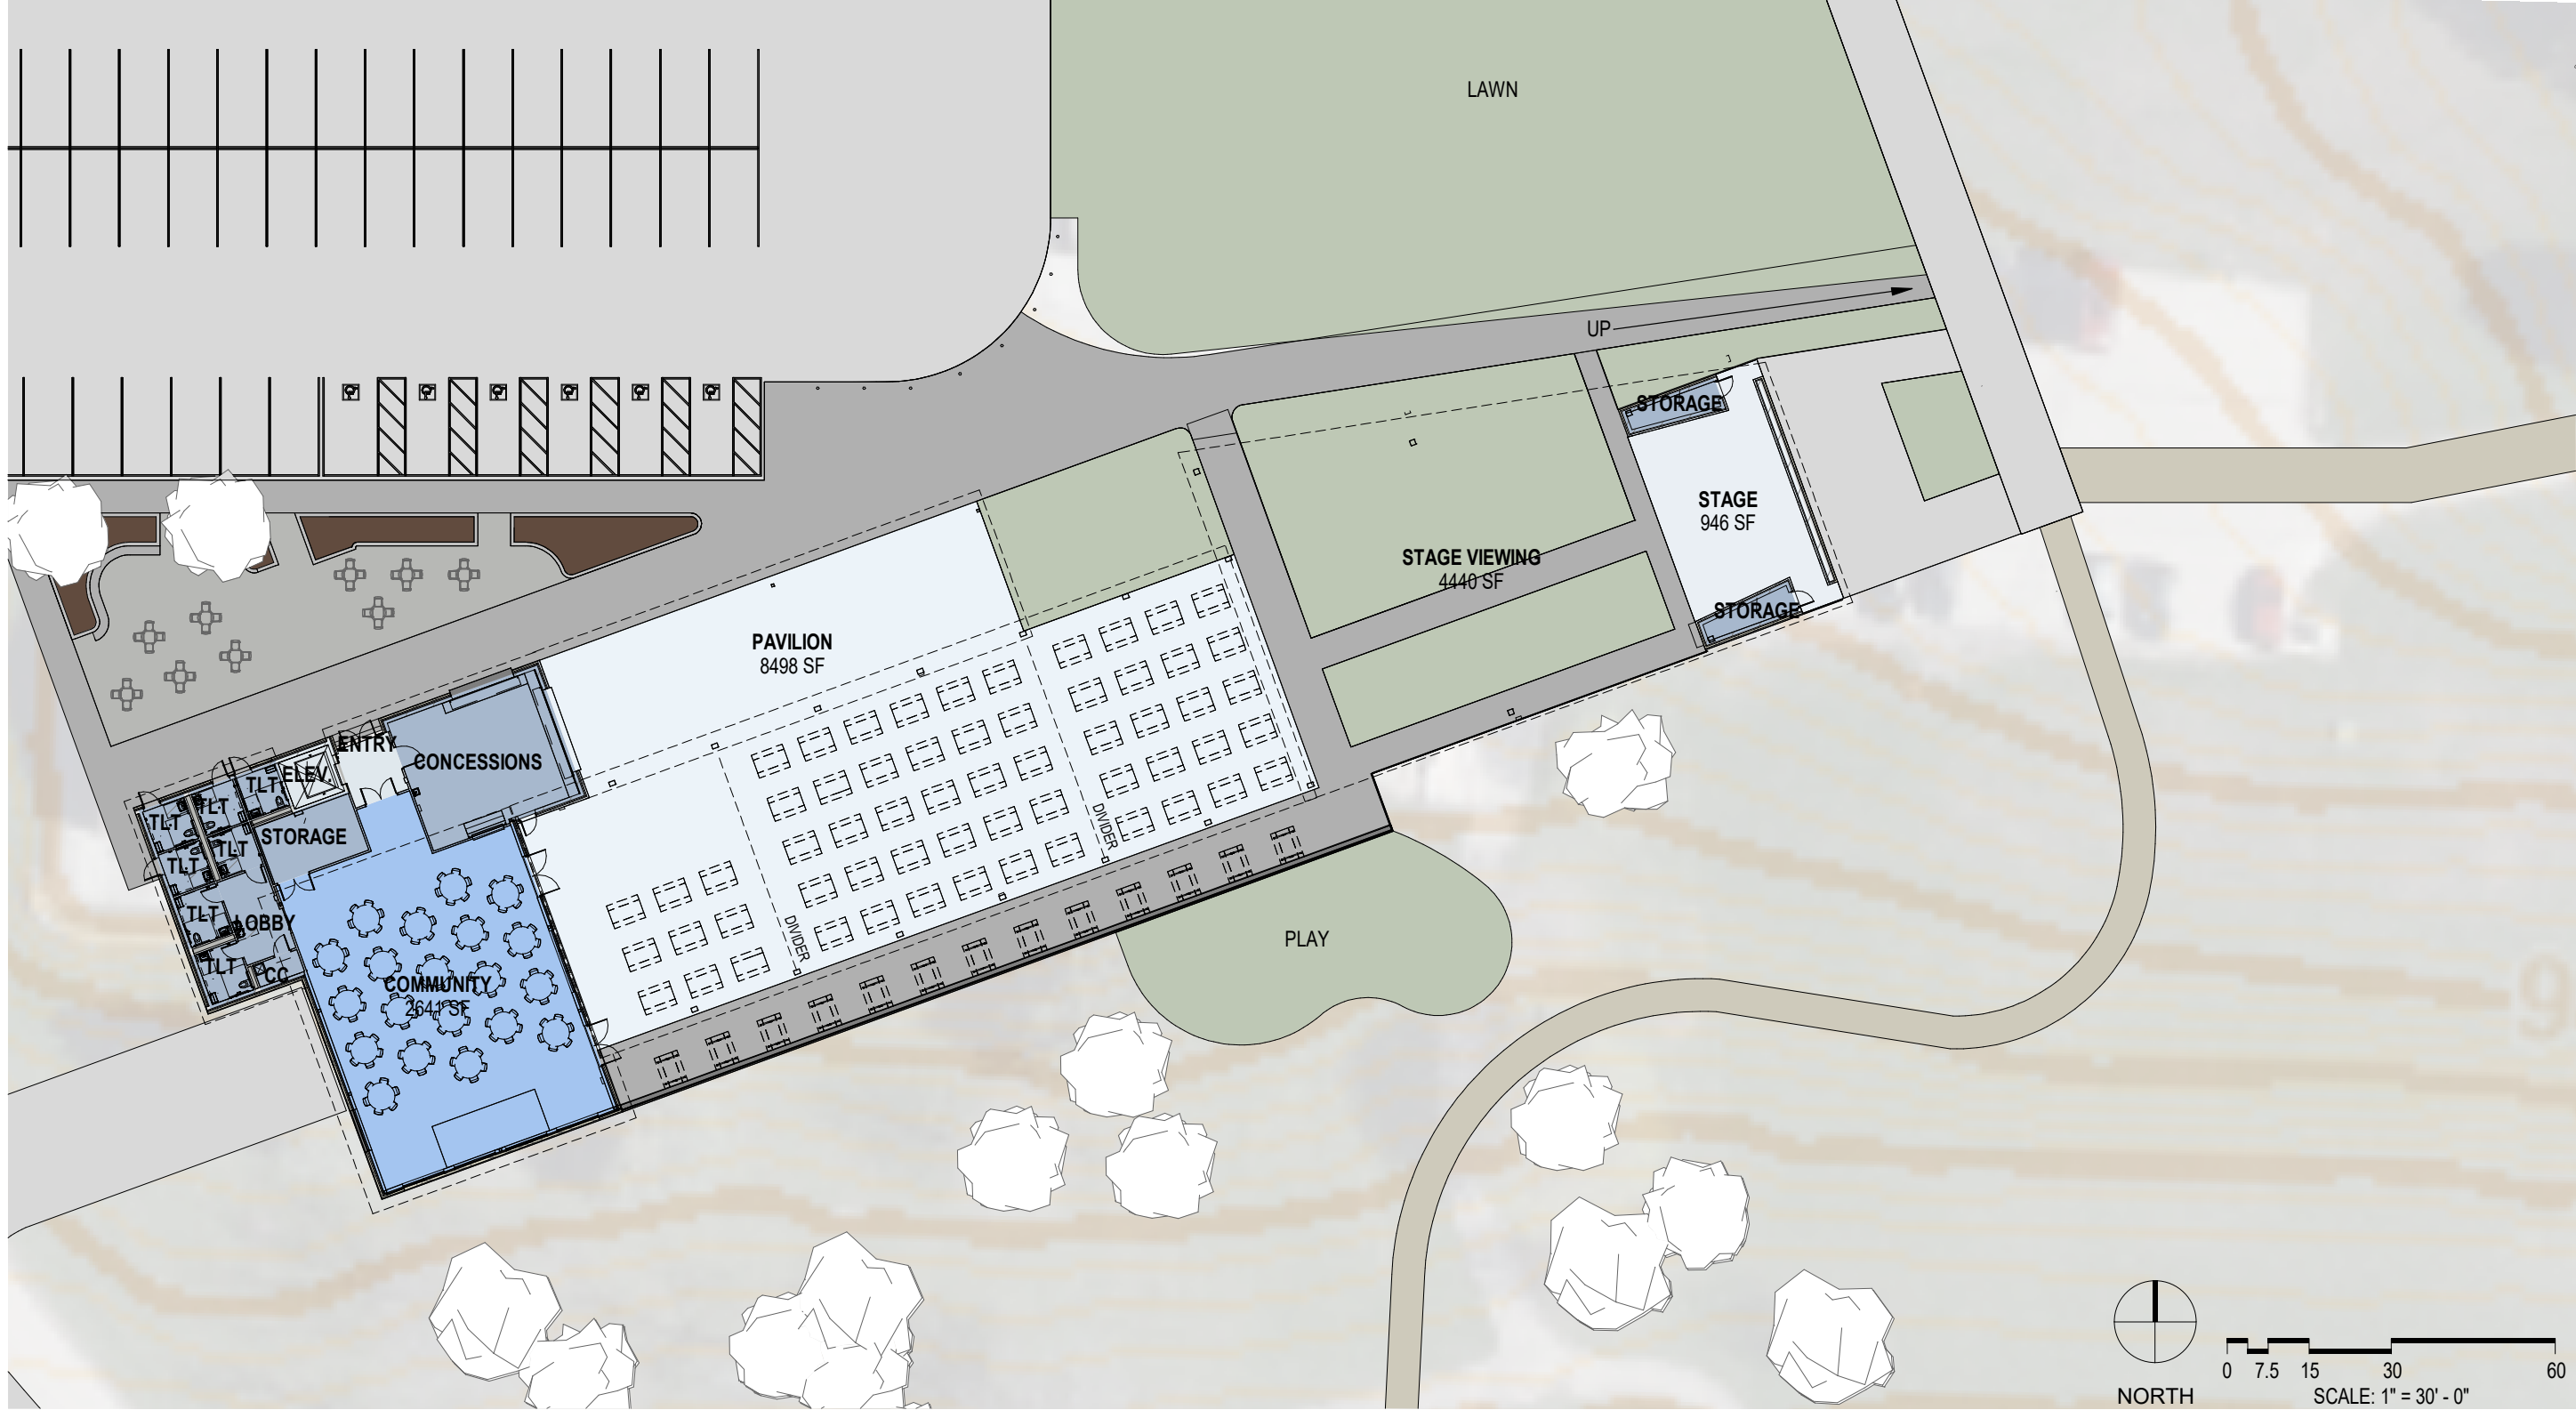 LAWN
UP
STORAGE
STAGE
946 SF
STAGE VIEWING
4440 SF
STORAGE
PAVILION
8498 SF
ENTRY
CONCESSIONS
ELEV.
TLT
TLT
TLT
STORAGE
TLT
TLT
TLT
LOBBY
TLT
CC
COMMUNITY
2641 SF
DIVIDER
DIVIDER
PLAY
9
NORTH
0 7.5 15 30 60
SCALE: 1" = 30' - 0"